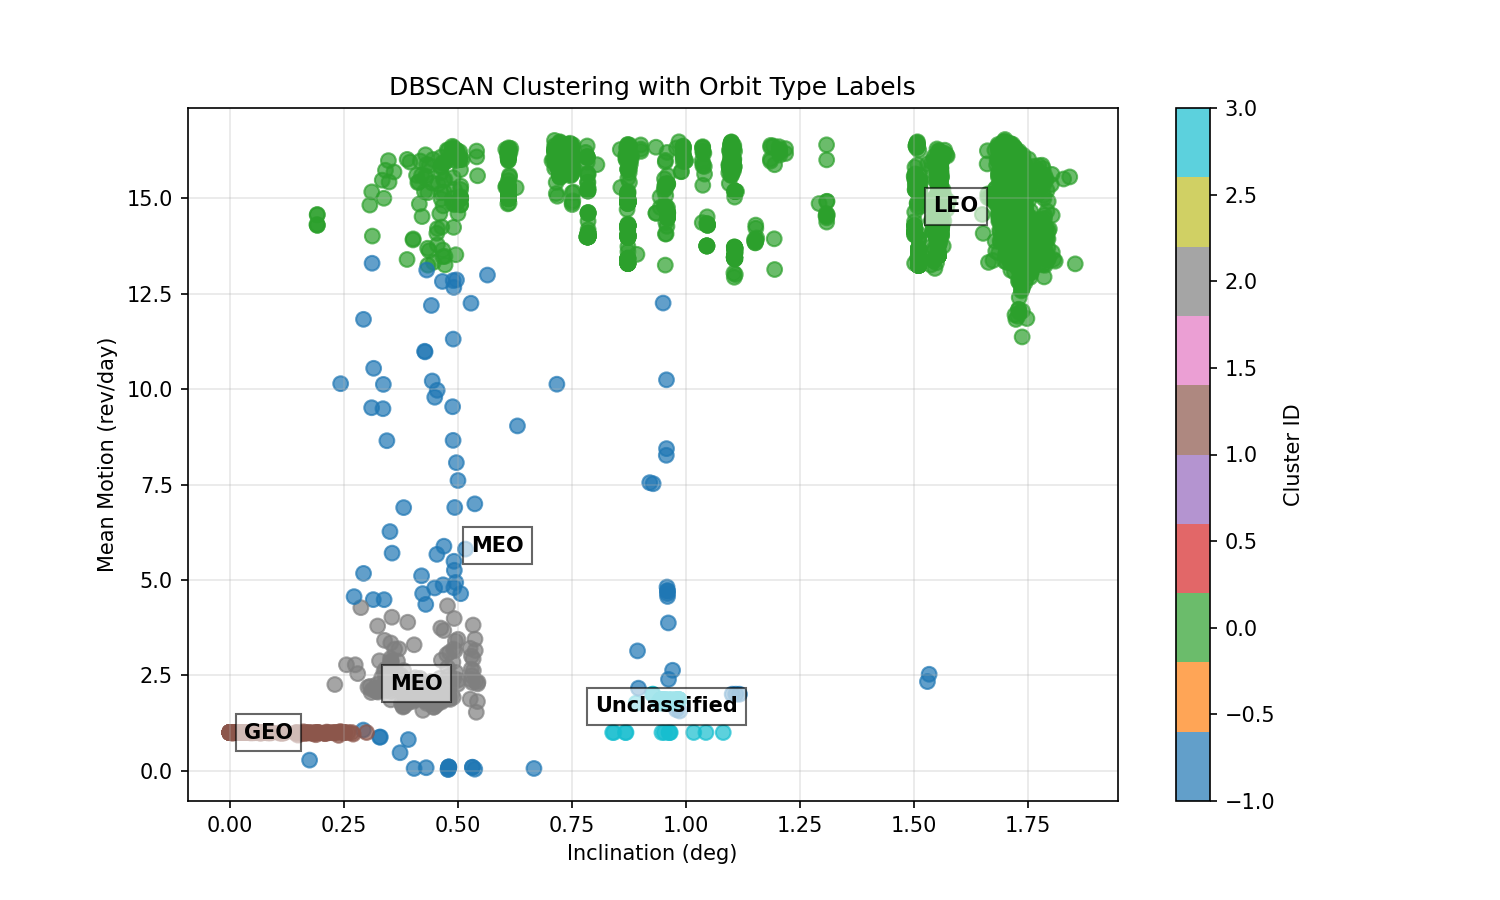 DBSCAN Clustering with Orbit Type Labels
Mean Motion (rev/day)
15.0
12.5
10.0
7.5
5.0
2.5
0.0
LEO
MEO
MEO
Unclassified
GEO
0.00
0.25
0.50
0.75
1.00
1.25
1.50
1.75
Inclination (deg)
3.0
2.5
2.0
1.5
1.0
0.5
0.0
−0.5
−1.0
Cluster ID